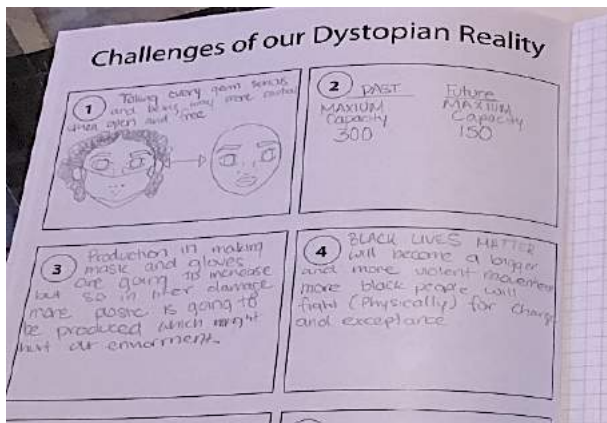 Challenges of our Dystopian Reality
1
Taking every germ serious
and being way more
when open and free
2
PAST Future
MAXIUM MAXIUM
Capacity Capacity
300 150
3
Production in making
mask and gloves
are going to increase
but so in damage
more plastic is going to
be produced which might
hurt our enviorment.
4
BLACK LIVES MATTER
will become a bigger
and more violent movement
more black people will
fight (Physically) for change
and exceptance